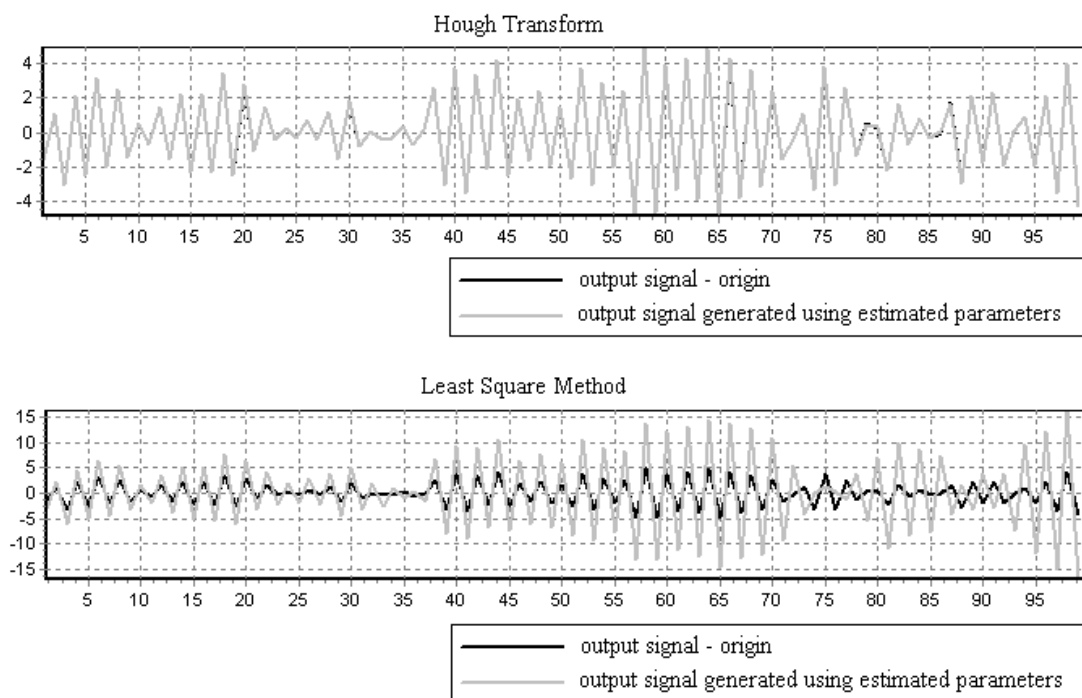 Hough Transform
4
2
0
-2
-4
5 10 15 20 25 30 35 40 45 50 55 60 65 70 75 80 85 90 95
output signal - origin
output signal generated using estimated parameters
Least Square Method
15
10
5
0
-5
-10
-15
5 10 15 20 25 30 35 40 45 50 55 60 65 70 75 80 85 90 95
output signal - origin
output signal generated using estimated parameters